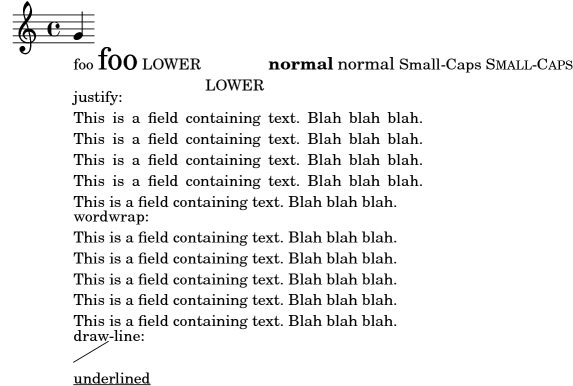 foo foo LOWER normal normal Small-Caps SMALL-CAPS
LOWER
justify:
This is a field containing text. Blah blah blah.
This is a field containing text. Blah blah blah.
This is a field containing text. Blah blah blah.
This is a field containing text. Blah blah blah.
This is a field containing text. Blah blah blah.
wordwrap:
This is a field containing text. Blah blah blah.
This is a field containing text. Blah blah blah.
This is a field containing text. Blah blah blah.
This is a field containing text. Blah blah blah.
This is a field containing text. Blah blah blah.
draw-line:
underlined